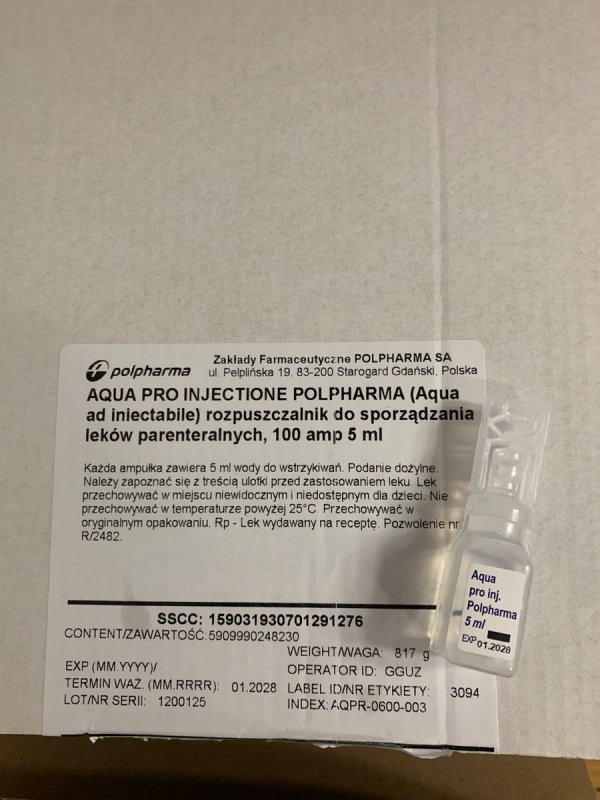 polpharma
Zakłady Farmaceutyczne POLPHARMA SA
ul. Pelplińska 19, 83-200 Starogard Gdański, Polska
AQUA PRO INJECTIONE POLPHARMA (Aqua
ad iniectabile) rozpuszczalnik do sporządzania
leków parenteralnych, 100 amp 5 ml
Każda ampułka zawiera 5 ml wody do wstrzykiwań. Podanie dożylne.
Należy zapoznać się z treścią ulotki przed zastosowaniem leku. Lek
przechowywać w miejscu niewidocznym i niedostępnym dla dzieci. Nie
przechowywać w temperaturze powyżej 25°C. Przechowywać w
oryginalnym opakowaniu. Rp - Lek wydawany na receptę. Pozwolenie nr
R/2482.
SSCC: 159031930701291276
CONTENT/ZAWARTOŚĆ: 5909990248230
WEIGHT/WAGA: 817 g
EXP (MM.YYYY)/
OPERATOR ID: GGUZ
TERMIN WAŻ. (MM.RRRR): 01.2028
LABEL ID/NR ETYKIETY: 3094
LOT/NR SERII: 1200125
INDEX: AQPR-0600-003
Aqua
pro inj.
Polpharma
5 ml
EXP 01.2028